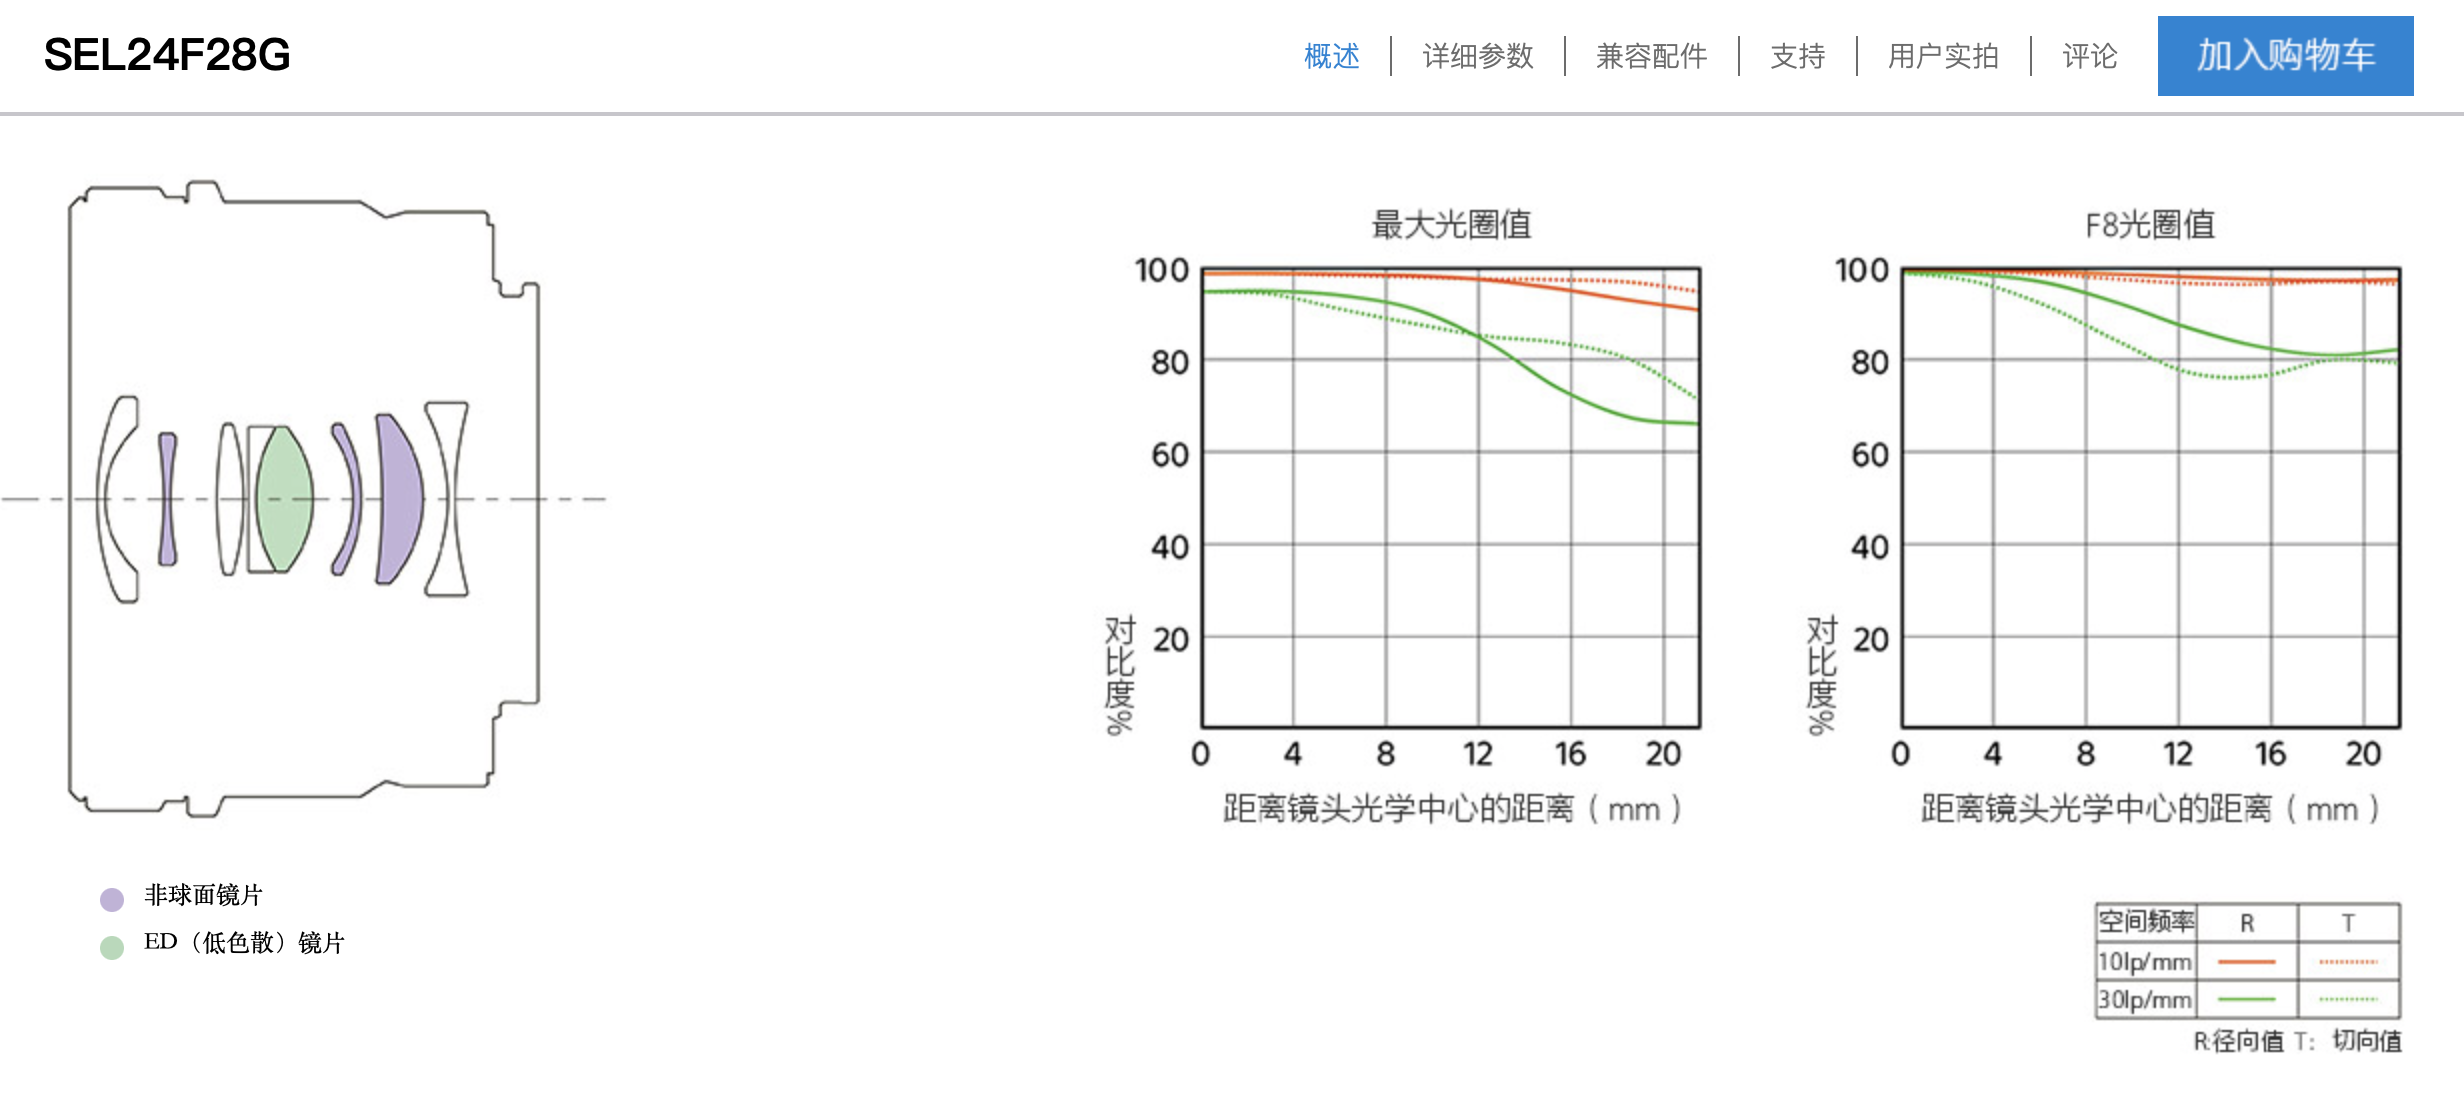 SEL24F28G
概述
详细参数
兼容配件
支持
用户实拍
评论
加入购物车
非球面镜片
ED（低色散）镜片
最大光圈值
100
80
60
40
20
对比度%
0 4 8 12 16 20
距离镜头光学中心的距离（mm）
F8光圈值
100
80
60
40
20
对比度%
0 4 8 12 16 20
距离镜头光学中心的距离（mm）
空间频率 R T
10lp/mm
30lp/mm
R:径向值 T: 切向值